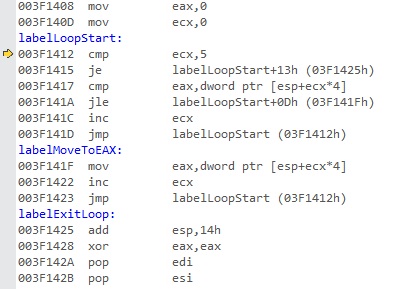 003F1408 mov eax,0
003F140D mov ecx,0
labelLoopStart:
003F1412 cmp ecx,5
003F1415 je labelLoopStart+13h (03F1425h)
003F1417 cmp eax,dword ptr [esp+ecx*4]
003F141A jle labelLoopStart+0Dh (03F141Fh)
003F141C inc ecx
003F141D jmp labelLoopStart (03F1412h)
labelMoveToEAX:
003F141F mov eax,dword ptr [esp+ecx*4]
003F1422 inc ecx
003F1423 jmp labelLoopStart (03F1412h)
labelExitLoop:
003F1425 add esp,14h
003F1428 xor eax,eax
003F142A pop edi
003F142B pop esi